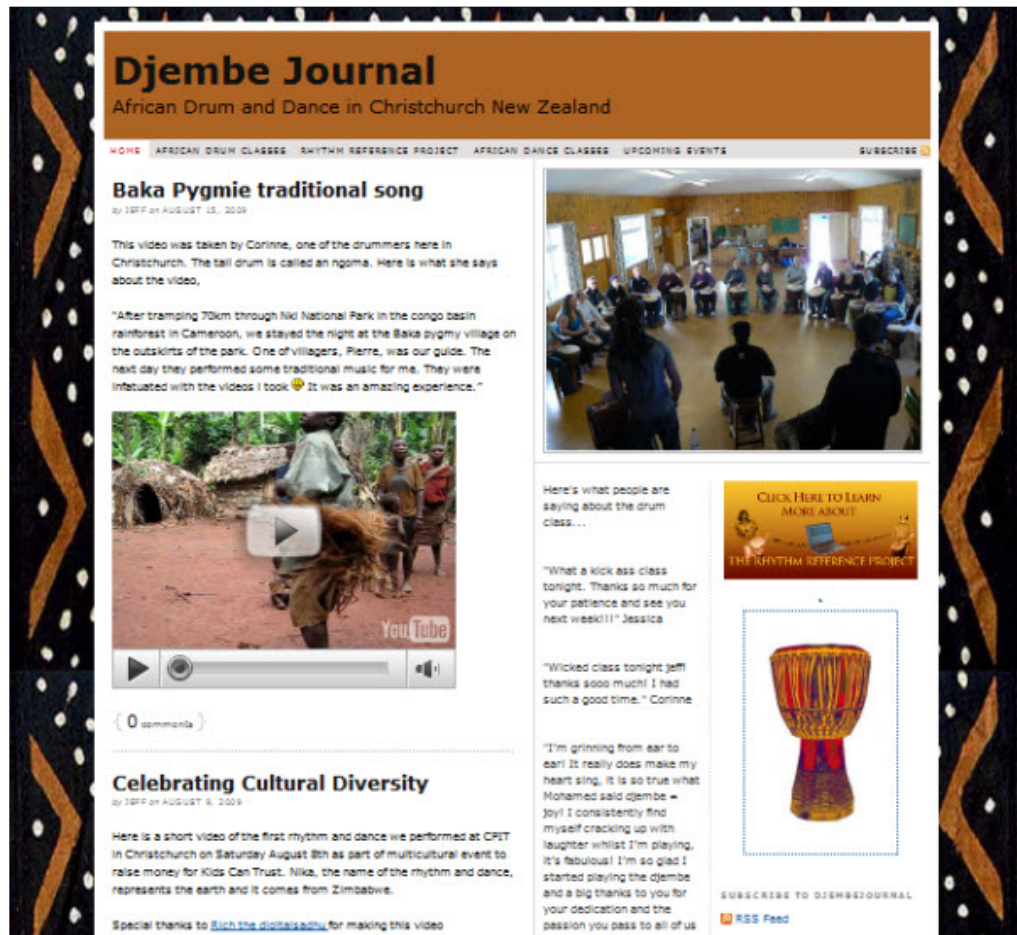 Djembe Journal
African Drum and Dance in Christchurch New Zealand
HOME AFRICAN DRUM CLASSES RHYTHM REFERENCE PROJECT AFRICAN DANCE CLASSES UPCOMING EVENTS SUBSCRIBE
Baka Pygmie traditional song
by JEFF on AUGUST 15, 2009
This video was taken by Corinne, one of the drummers here in
Christchurch. The tall drum is called an ngoma. Here is what she says
about the video,
"After tramping 70km through Nki National Park in the congo basin
rainforest in Cameroon, we stayed the night at the Baka pygmy village on
the outskirts of the park. One of villagers, Pierre, was our guide. The
next day they performed some traditional music for me. They were
infatuated with the videos I took It was an amazing experience."
YouTube
{ 0 comments }
Celebrating Cultural Diversity
by JEFF on AUGUST 9, 2009
Here is a short video of the first rhythm and dance we performed at CPIT
in Christchurch on Saturday August 8th as part of multicultural event to
raise money for Kids Can Trust. Nika, the name of the rhythm and dance,
represents the earth and it comes from Zimbabwe.
Special thanks to Rich the digitalsadhu for making this video
Here's what people are
saying about the drum
class...
"What a kick ass class
tonight. Thanks so much for
your patience and see you
next week!!!" Jessica
"Wicked class tonight jeff!
thanks sooo much! I had
such a good time." Corinne
"I'm grinning from ear to
ear! It really does make my
heart sing, it is so true what
Mohamed said djembe =
joy! I consistently find
myself cracking up with
laughter whilst I'm playing,
it's fabulous! I'm so glad I
started playing the djembe
and a big thanks to you for
your dedication and the
passion you pass to all of us
CLICK HERE TO LEARN
MORE ABOUT
THE RHYTHM REFERENCE PROJECT
SUBSCRIBE TO DJEMBEJOURNAL
RSS Feed